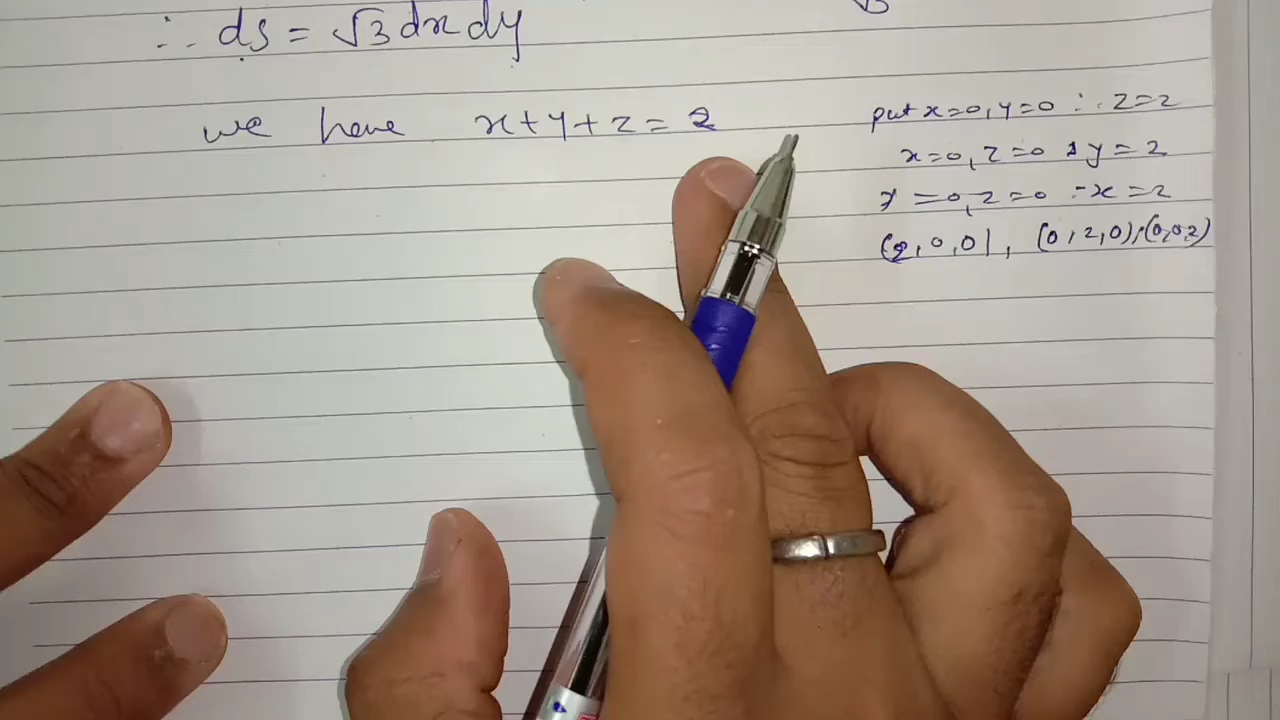 ∴ ds = √3 dx dy
√3
we have x + y + z = 2
put x=0, y=0 ∴ z=2
x=0, z=0 y=2
y=0, z=0 ∴ x=2
(2,0,0), (0,2,0), (0,0,2)